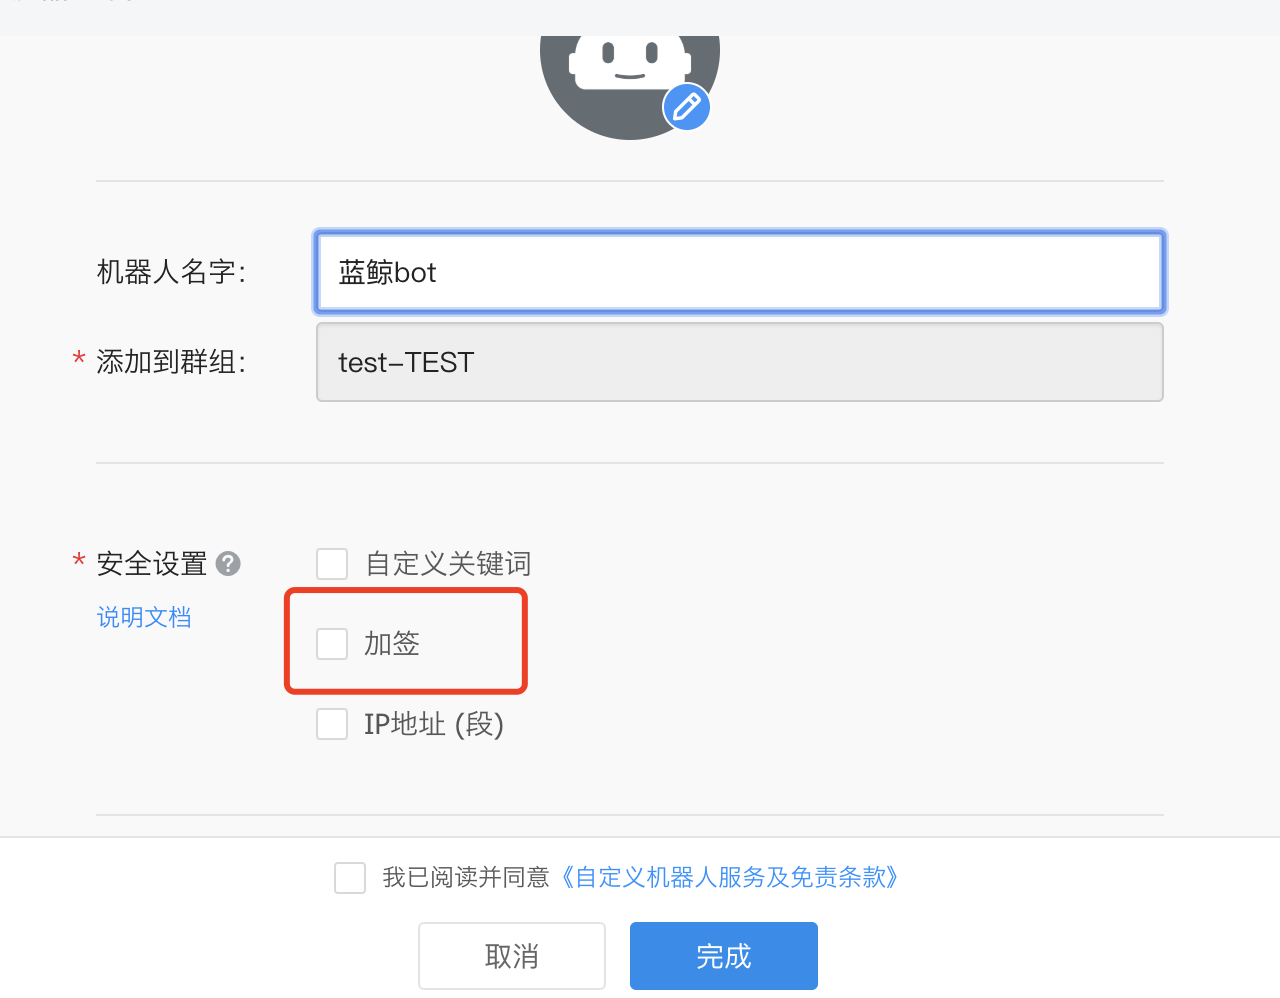 机器人名字：
蓝鲸bot
* 添加到群组：
test-TEST
* 安全设置 ?
自定义关键词
说明文档
加签
IP地址 (段)
我已阅读并同意《自定义机器人服务及免责条款》
取消
完成